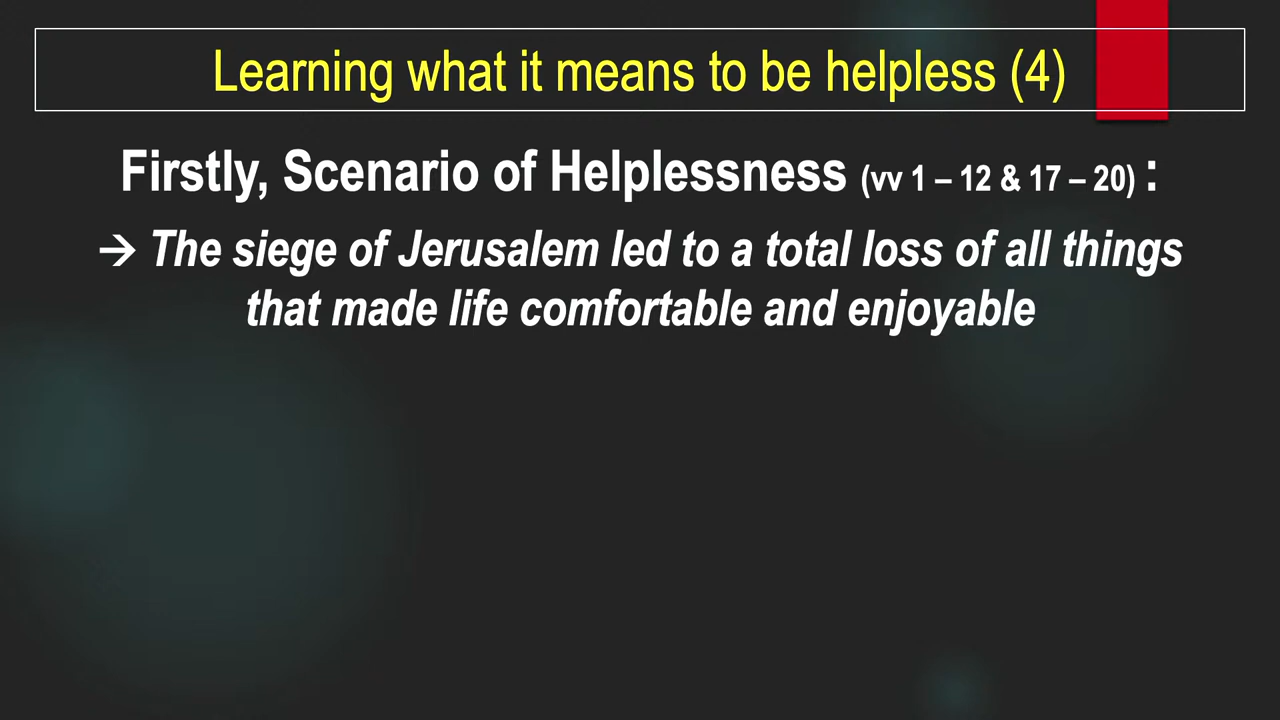 Learning what it means to be helpless (4)
Firstly, Scenario of Helplessness (vv 1 – 12 & 17 – 20) :
→ The siege of Jerusalem led to a total loss of all things
that made life comfortable and enjoyable